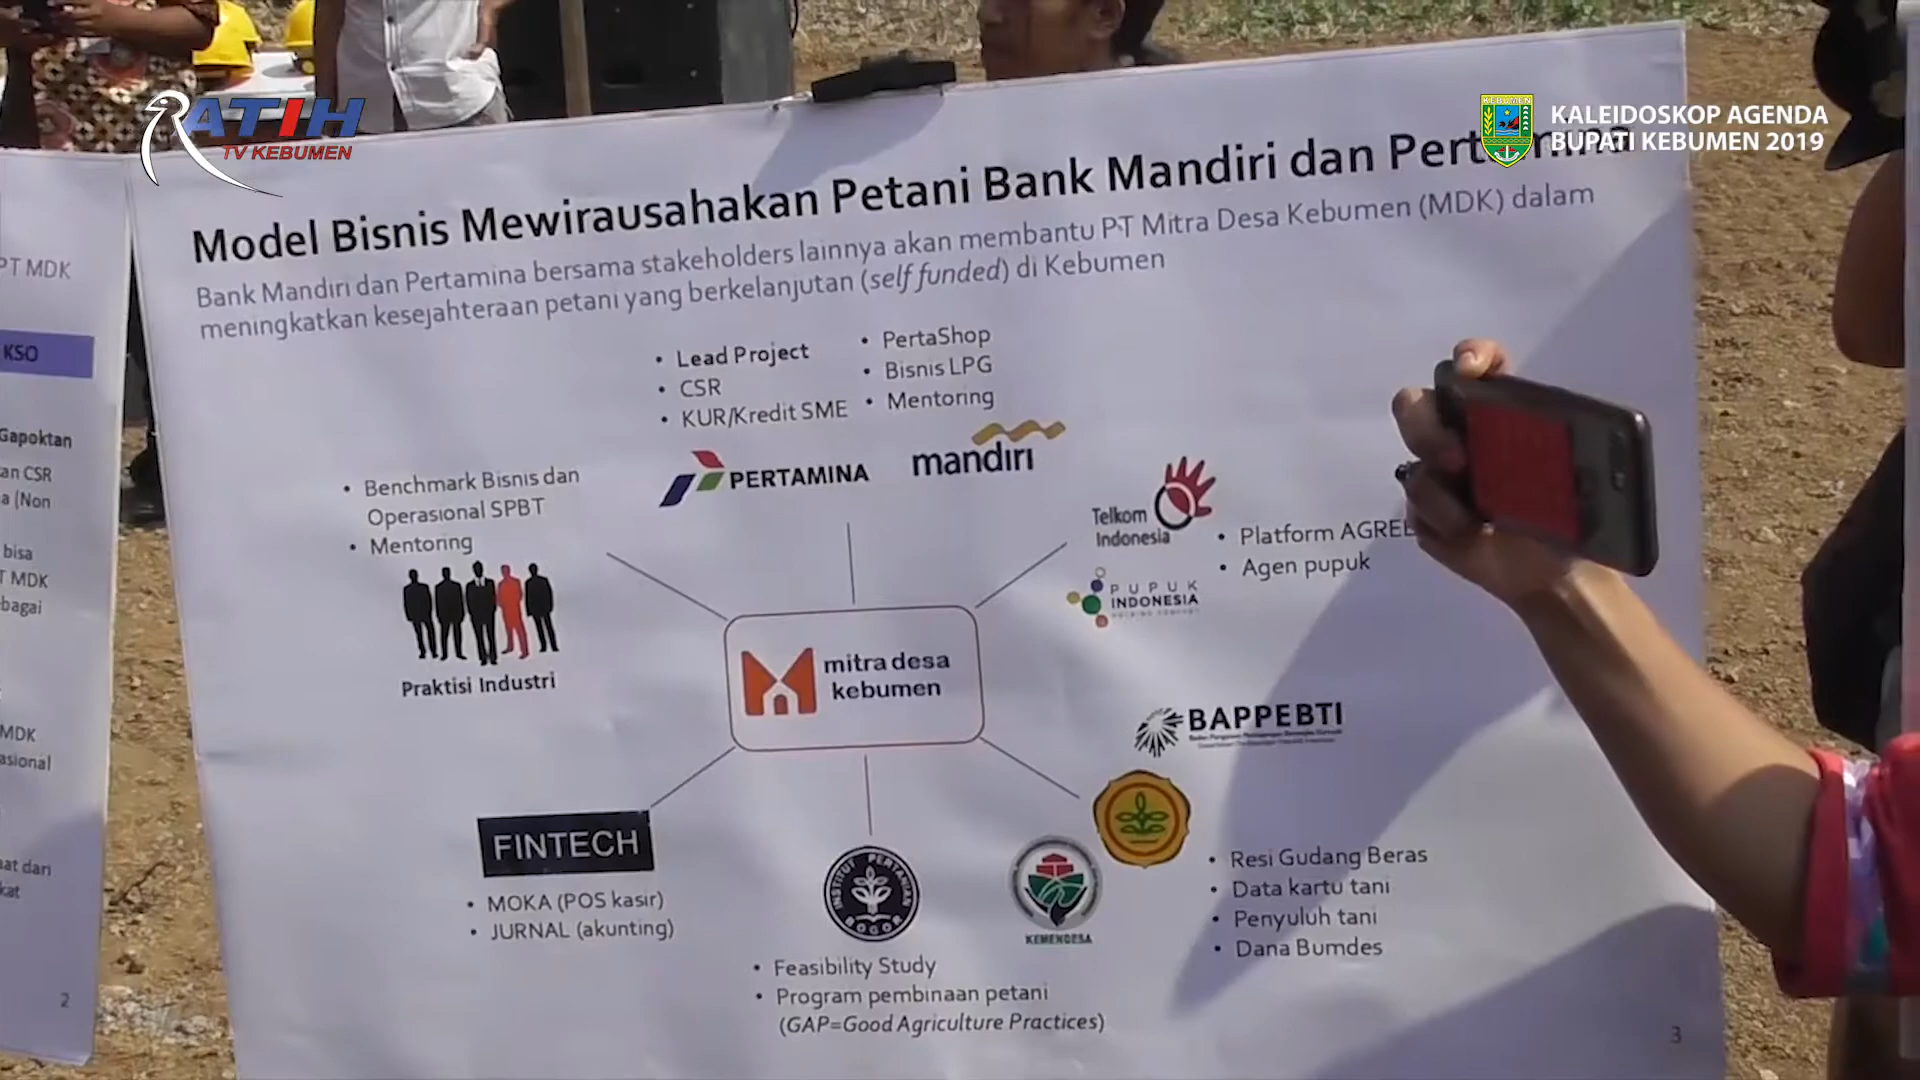 RATIH
TV KEBUMEN
KEBUMEN
KALEIDOSKOP AGENDA
BUPATI KEBUMEN 2019
PT MDK
KSO
Gapoktan
an CSR
a (Non
bisa
T MDK
bagai
MDK
asional
at dari
kat
2
Model Bisnis Mewirausahakan Petani Bank Mandiri dan Pertamina
Bank Mandiri dan Pertamina bersama stakeholders lainnya akan membantu PT Mitra Desa Kebumen (MDK) dalam
meningkatkan kesejahteraan petani yang berkelanjutan (self funded) di Kebumen
• Lead Project
• CSR
• KUR/Kredit SME
• PertaShop
• Bisnis LPG
• Mentoring
PERTAMINA
mandiri
• Benchmark Bisnis dan
Operasional SPBT
• Mentoring
Praktisi Industri
Telkom
Indonesia
PUPUK
INDONESIA
• Platform AGREE
• Agen pupuk
mitra desa
kebumen
BAPPEBTI
FINTECH
• MOKA (POS kasir)
• JURNAL (akunting)
INSTITUT PERTANIAN
BOGOR
• Feasibility Study
• Program pembinaan petani
(GAP=Good Agriculture Practices)
KEMENDESA
• Resi Gudang Beras
• Data kartu tani
• Penyuluh tani
• Dana Bumdes
3